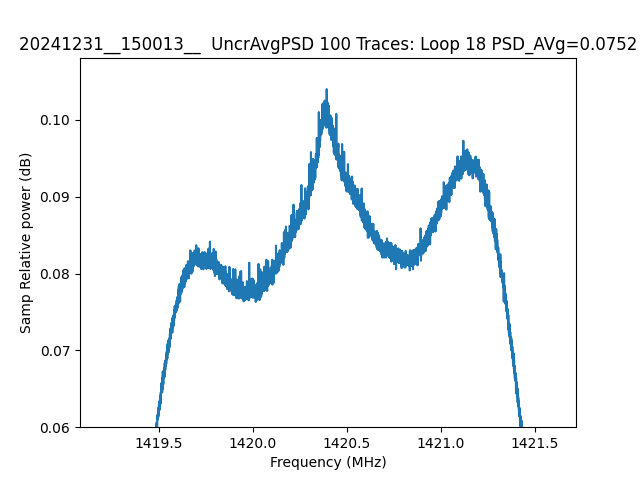 20241231__150013__  UncrAvgPSD 100 Traces: Loop 18 PSD_AVg=0.0752
Samp Relative power (dB)
0.10
0.09
0.08
0.07
0.06
1419.5 1420.0 1420.5 1421.0 1421.5
Frequency (MHz)